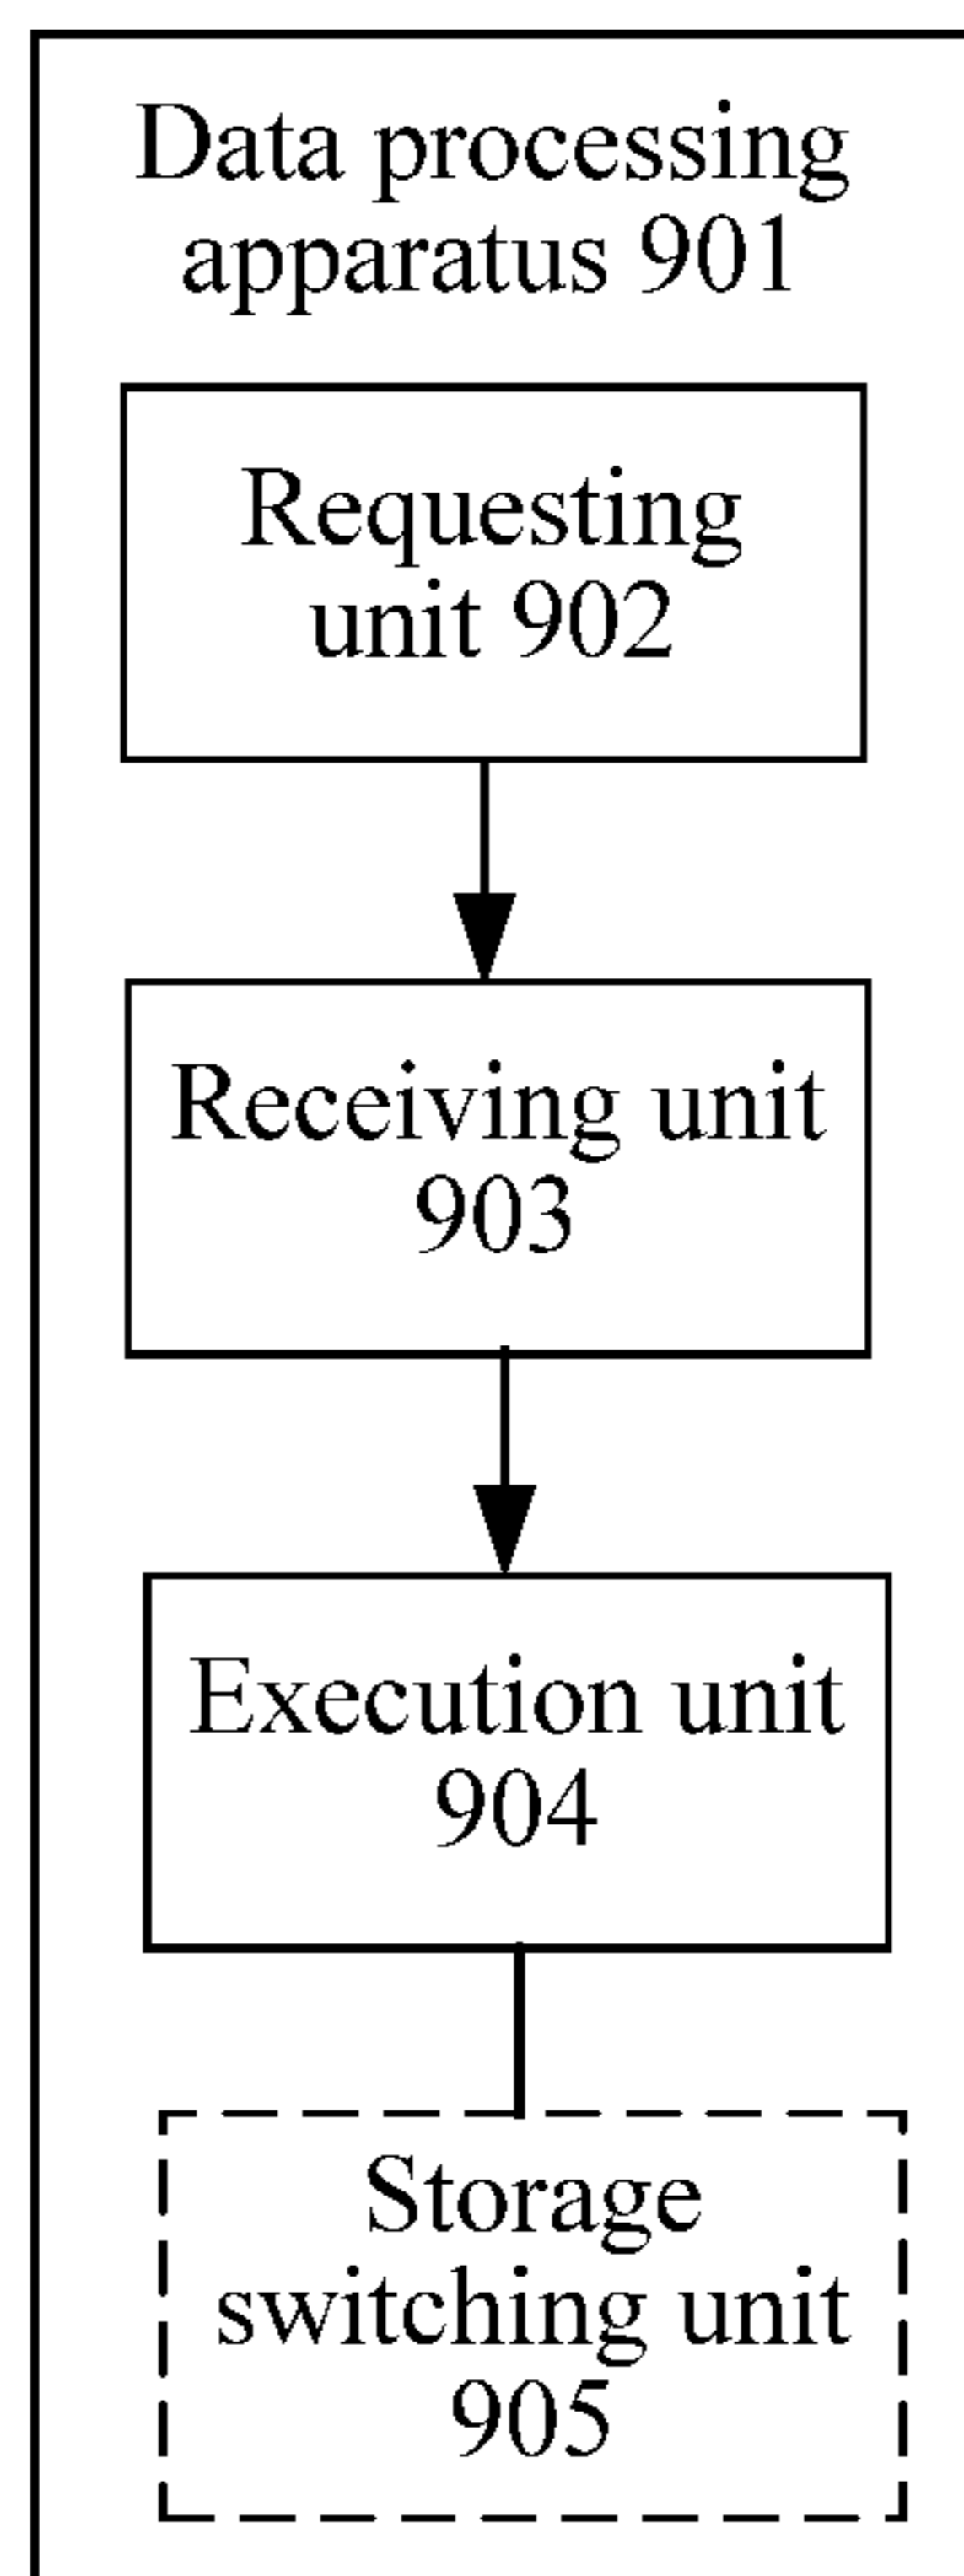 Data processing
apparatus 901
Requesting
unit 902
Receiving unit
903
Execution unit
904
Storage
switching unit
905